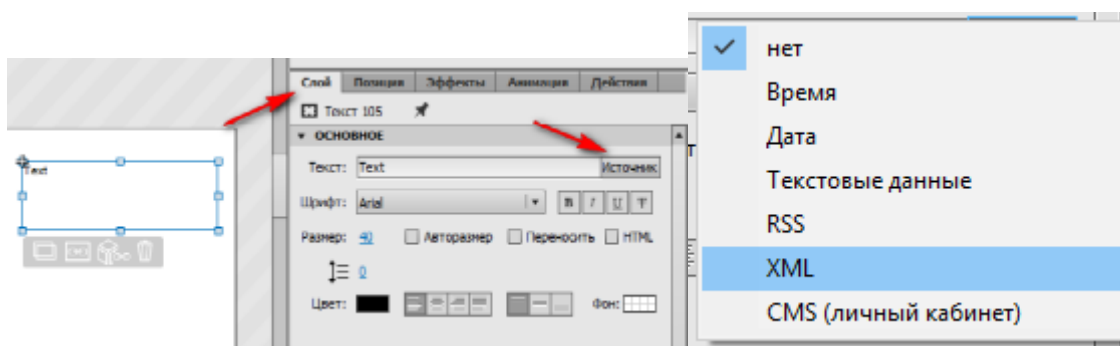 Text
Слой Позиция Эффекты Анимация Действия
Текст 105
ОСНОВНОЕ
Текст: Text Источник
Шрифт: Arial B I U T
Размер: 40 Авторазмер Переносить HTML
0
Цвет: Фон:
нет
Время
Дата
Текстовые данные
RSS
XML
CMS (личный кабинет)